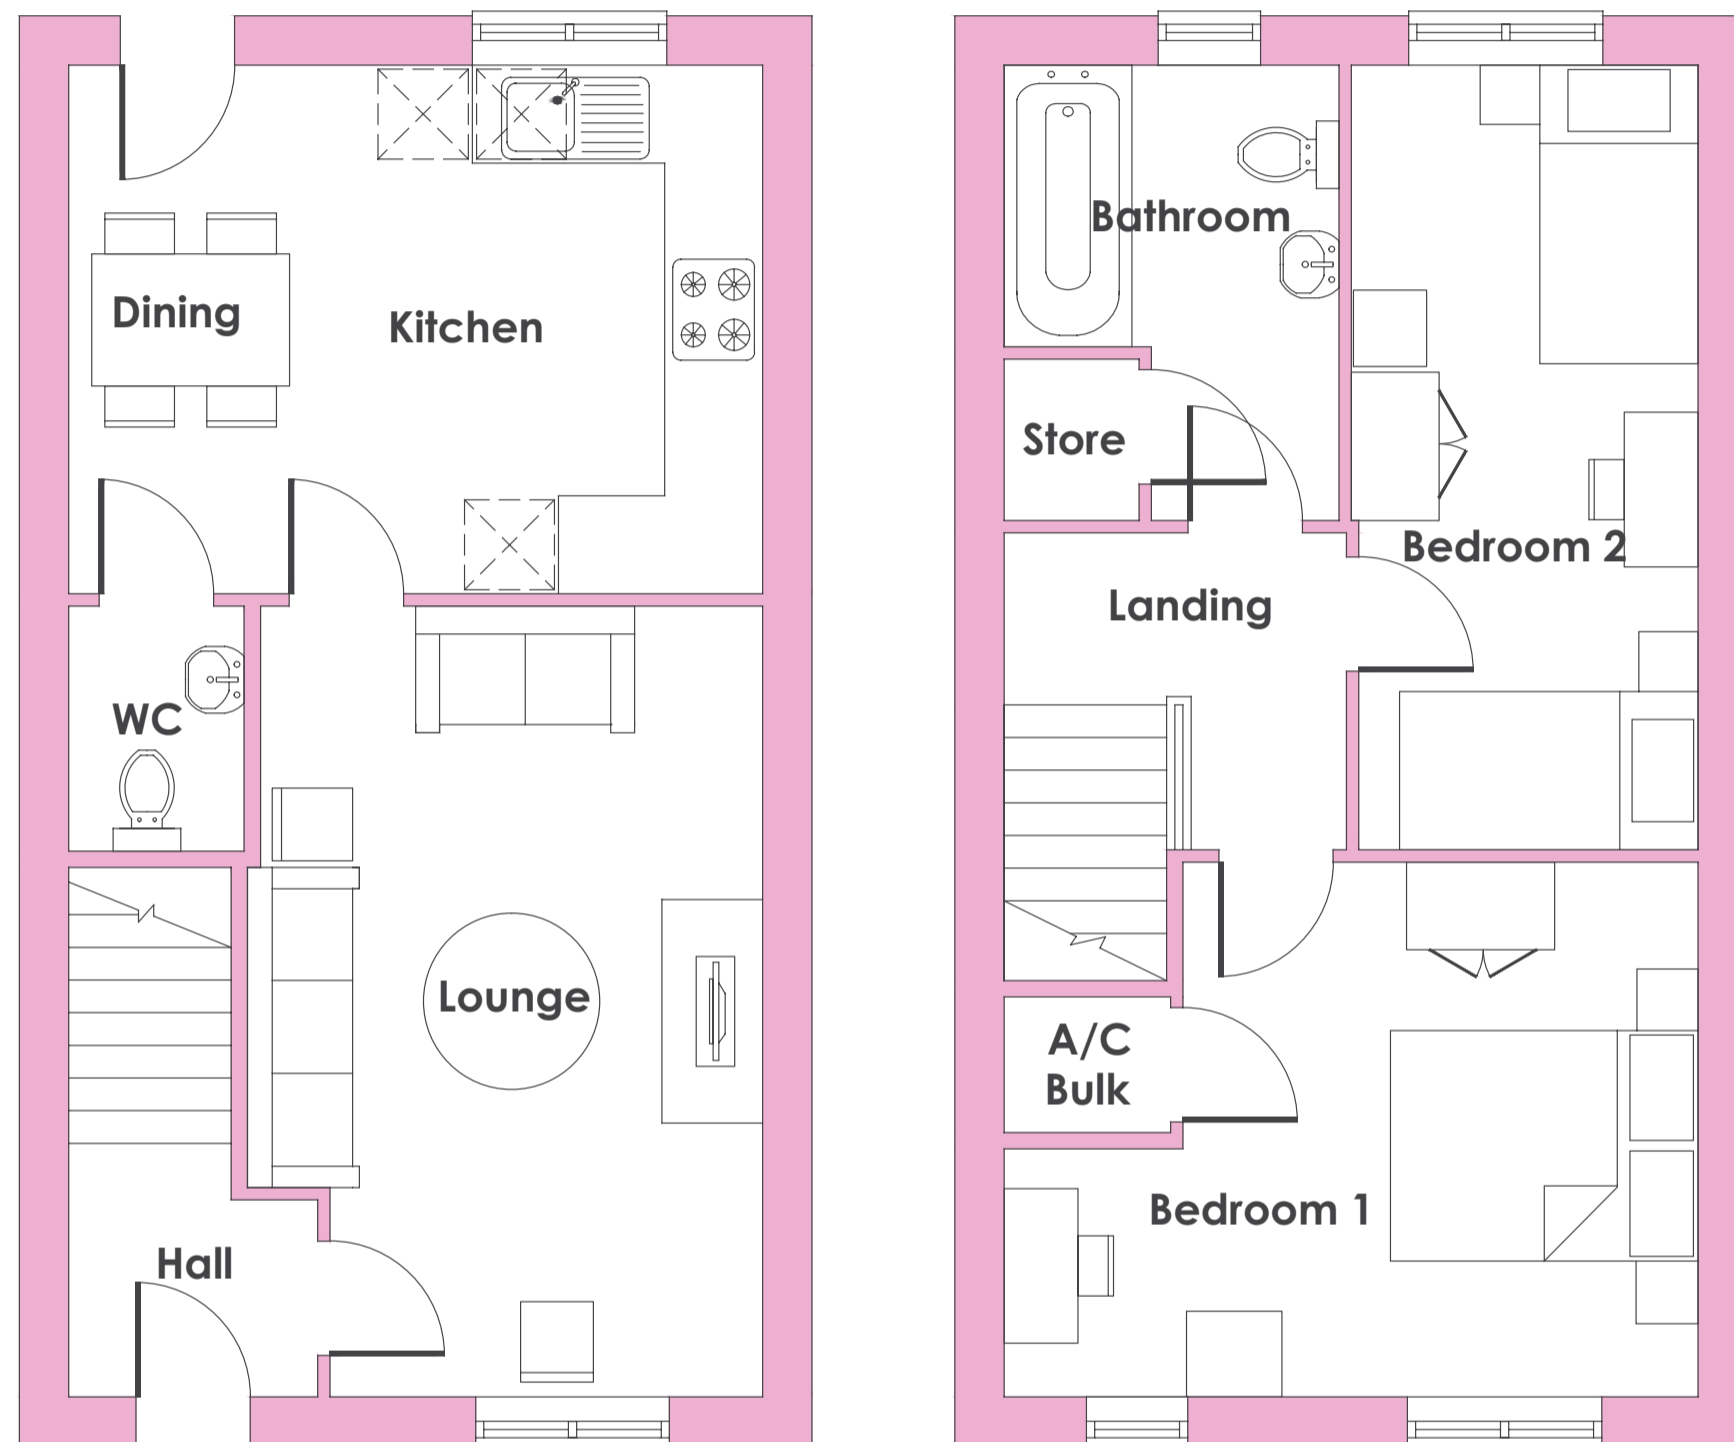 Dining
Kitchen
WC
Lounge
Hall
Bathroom
Store
Bedroom 2
Landing
A/C
Bulk
Bedroom 1